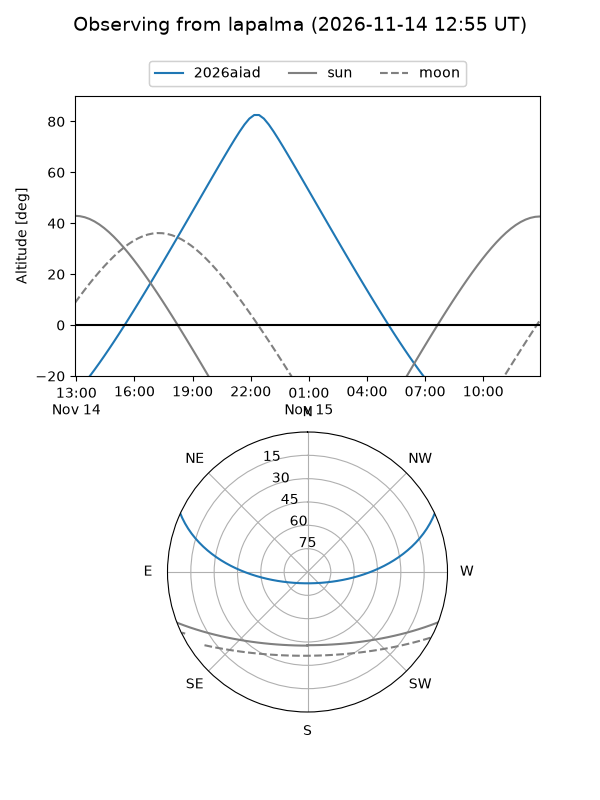 Observing from lapalma (2026-11-14 12:55 UT)
2026aiad sun moon
Altitude [deg]
80
60
40
20
0
−20
13:00 16:00 19:00 22:00 01:00 04:00 07:00 10:00
Nov 14 Nov 15
N
NE NW
15
30
45
60
75
E W
SE SW
S